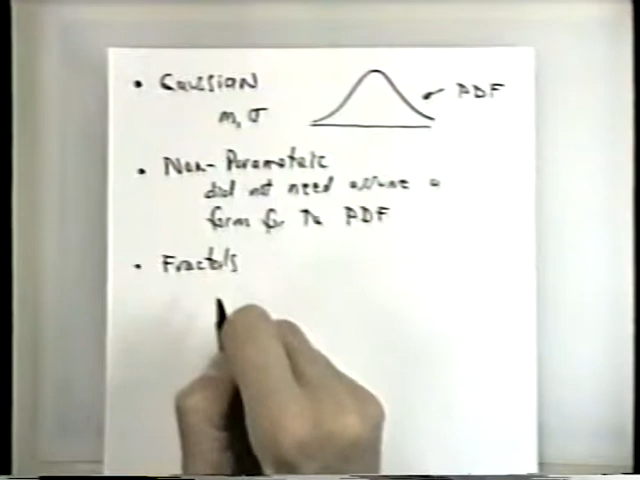 • Gaussian
PDF
m, σ
• Non-Parametric
did not need assume a
form for the PDF
• Fractals